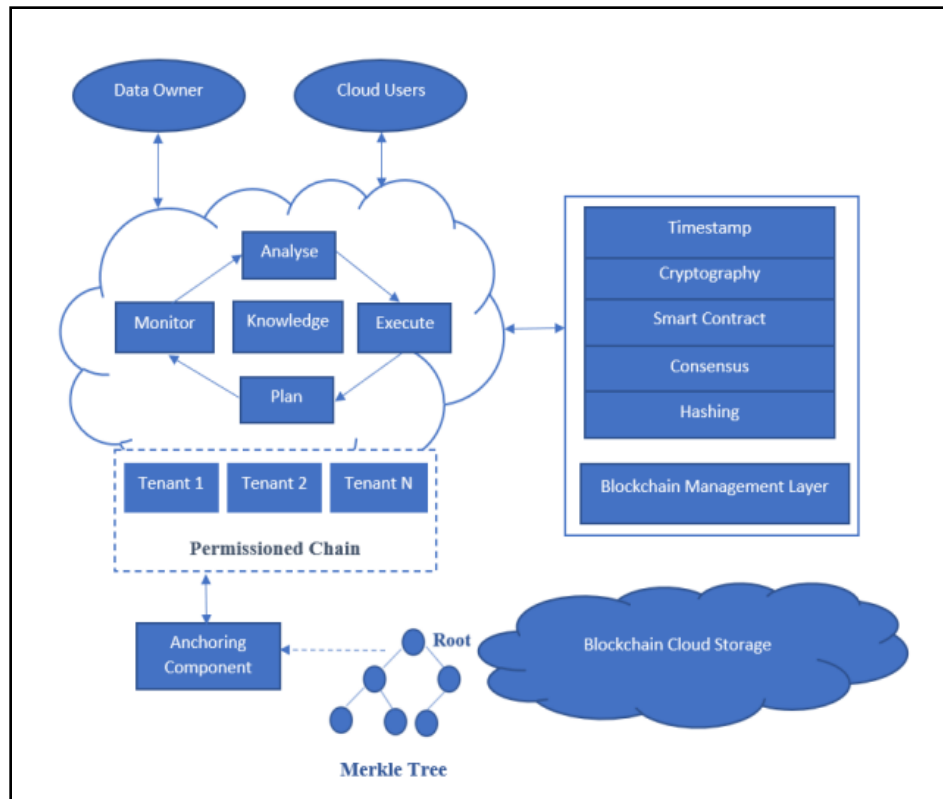 Data Owner
Cloud Users
Analyse
Monitor
Knowledge
Execute
Plan
Timestamp
Cryptography
Smart Contract
Consensus
Hashing
Blockchain Management Layer
Tenant 1
Tenant 2
Tenant N
Permissioned Chain
Anchoring
Component
Root
Merkle Tree
Blockchain Cloud Storage